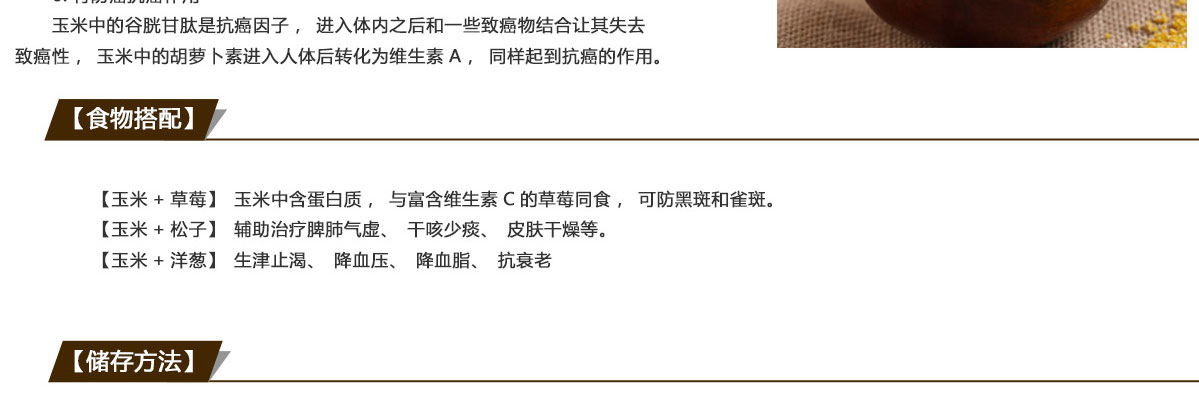 玉米中的谷胱甘肽是抗癌因子， 进入体内之后和一些致癌物结合让其失去
致癌性， 玉米中的胡萝卜素进入人体后转化为维生素 A ， 同样起到抗癌的作用。
【食物搭配】
【玉米 + 草莓】 玉米中含蛋白质， 与富含维生素 C 的草莓同食， 可防黑斑和雀斑。
【玉米 + 松子】 辅助治疗脾肺气虚、 干咳少痰、 皮肤干燥等。
【玉米 + 洋葱】 生津止渴、 降血压、 降血脂、 抗衰老
【储存方法】